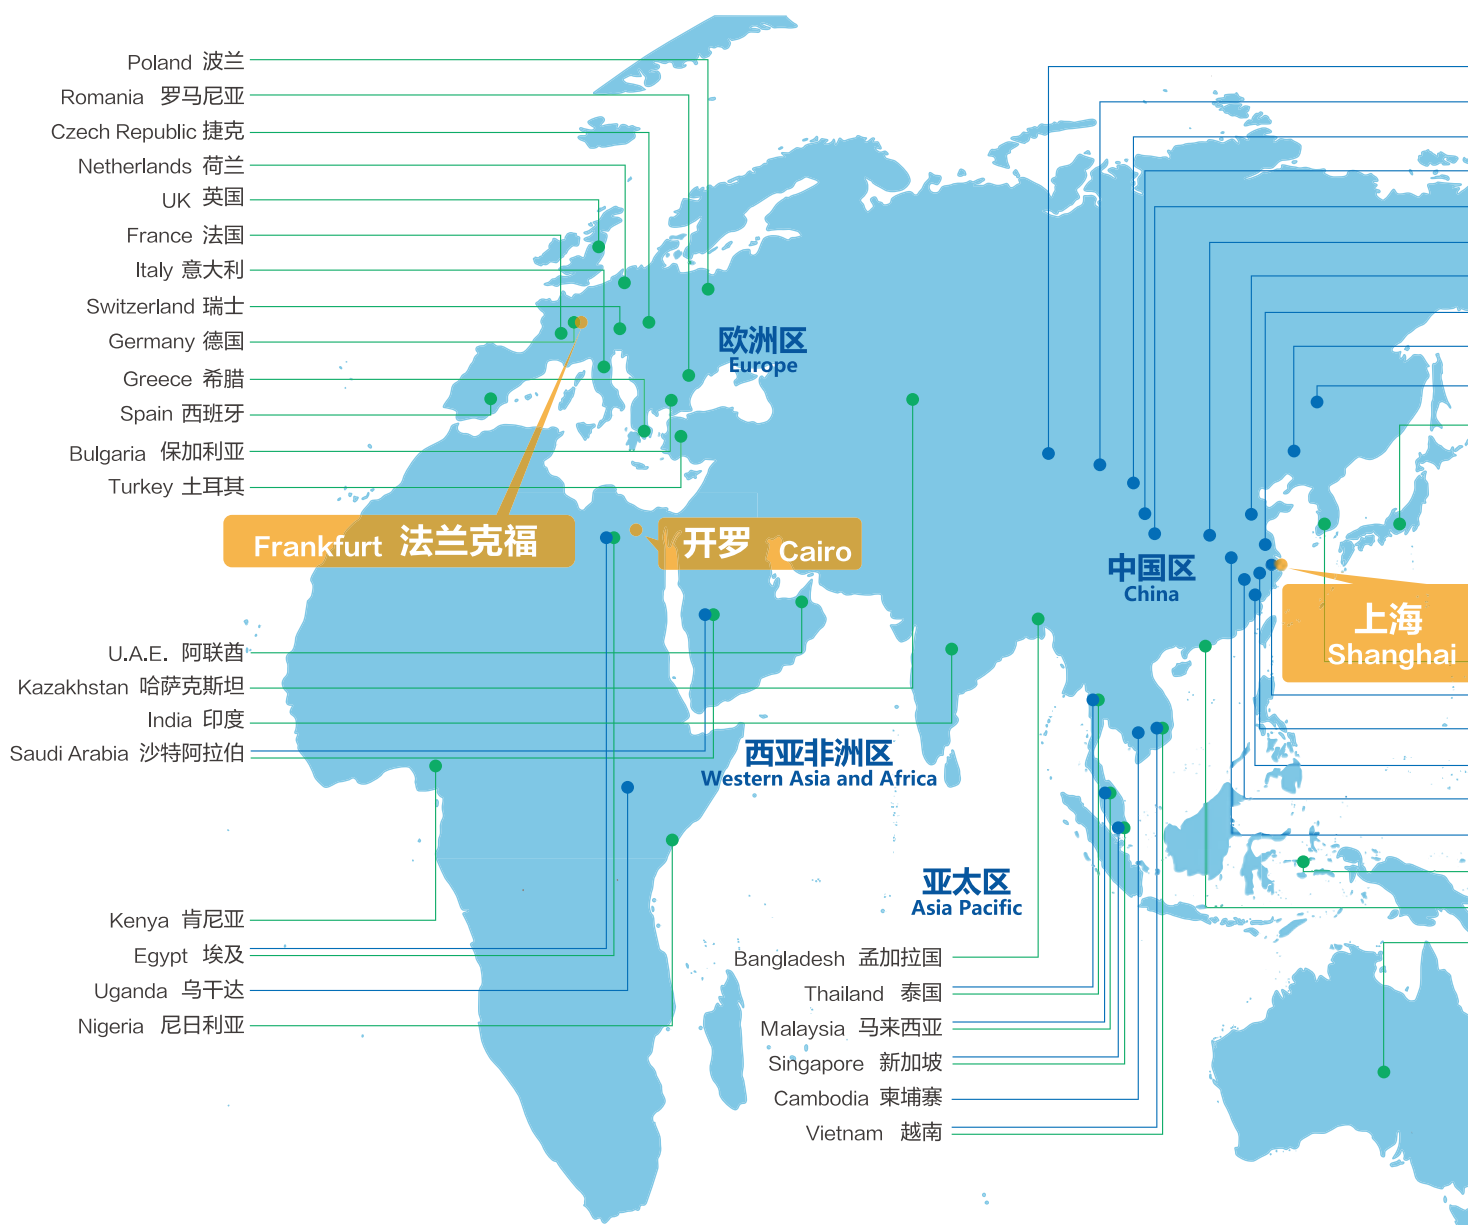 Poland 波兰
Romania 罗马尼亚
Czech Republic 捷克
Netherlands 荷兰
UK 英国
France 法国
Italy 意大利
Switzerland 瑞士
Germany 德国
Greece 希腊
Spain 西班牙
Bulgaria 保加利亚
Turkey 土耳其
欧洲区
Europe
Frankfurt 法兰克福
开罗 Cairo
中国区
China
上海
Shanghai
U.A.E. 阿联酋
Kazakhstan 哈萨克斯坦
India 印度
Saudi Arabia 沙特阿拉伯
西亚非洲区
Western Asia and Africa
亚太区
Asia Pacific
Kenya 肯尼亚
Egypt 埃及
Uganda 乌干达
Nigeria 尼日利亚
Bangladesh 孟加拉国
Thailand 泰国
Malaysia 马来西亚
Singapore 新加坡
Cambodia 柬埔寨
Vietnam 越南